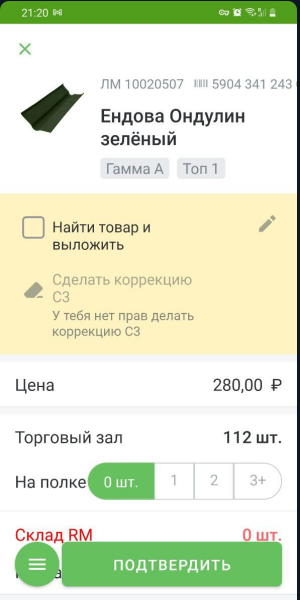 21:20
ЛМ 10020507 5904 341 243
Ендова Ондулин
зелёный
Гамма А Топ 1
Найти товар и
выложить
Сделать коррекцию
СЗ
У тебя нет прав делать
коррекцию СЗ
Цена 280,00 ₽
Торговый зал 112 шт.
На полке 0 шт. 1 2 3+
Склад RM 0 шт.
ПОДТВЕРДИТЬ